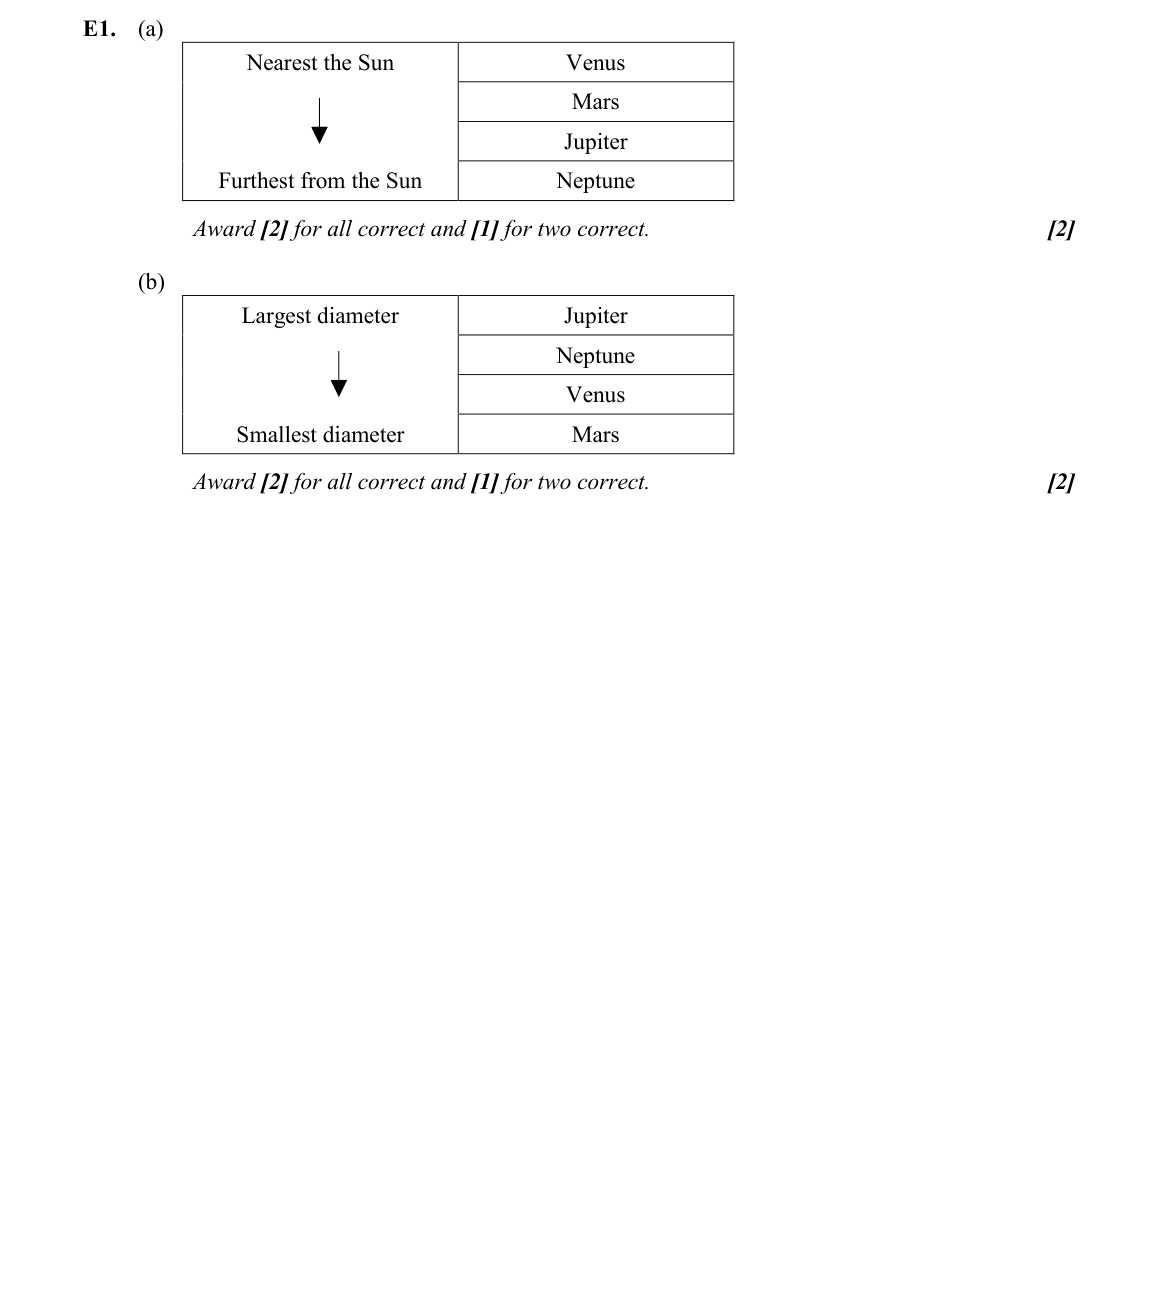 E1. (a)
Nearest the Sun Venus
Mars
Jupiter
Furthest from the Sun Neptune
Award [2] for all correct and [1] for two correct. [2]
(b)
Largest diameter Jupiter
Neptune
Venus
Smallest diameter Mars
Award [2] for all correct and [1] for two correct. [2]